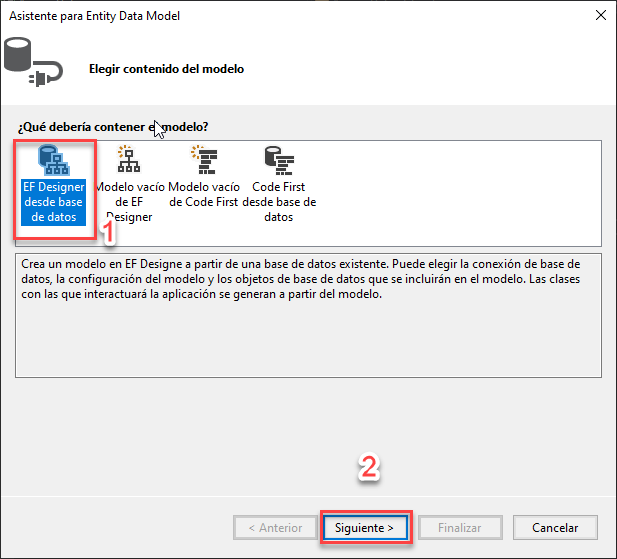 Asistente para Entity Data Model
Elegir contenido del modelo
¿Qué debería contener el modelo?
EF Designer
desde base
de datos
Modelo vacío
de EF
Designer
Modelo vacío
de Code First
Code First
desde base de
datos
1
Crea un modelo en EF Designe a partir de una base de datos existente. Puede elegir la conexión de base de
datos, la configuración del modelo y los objetos de base de datos que se incluirán en el modelo. Las clases
con las que interactuará la aplicación se generan a partir del modelo.
2
< Anterior
Siguiente >
Finalizar
Cancelar